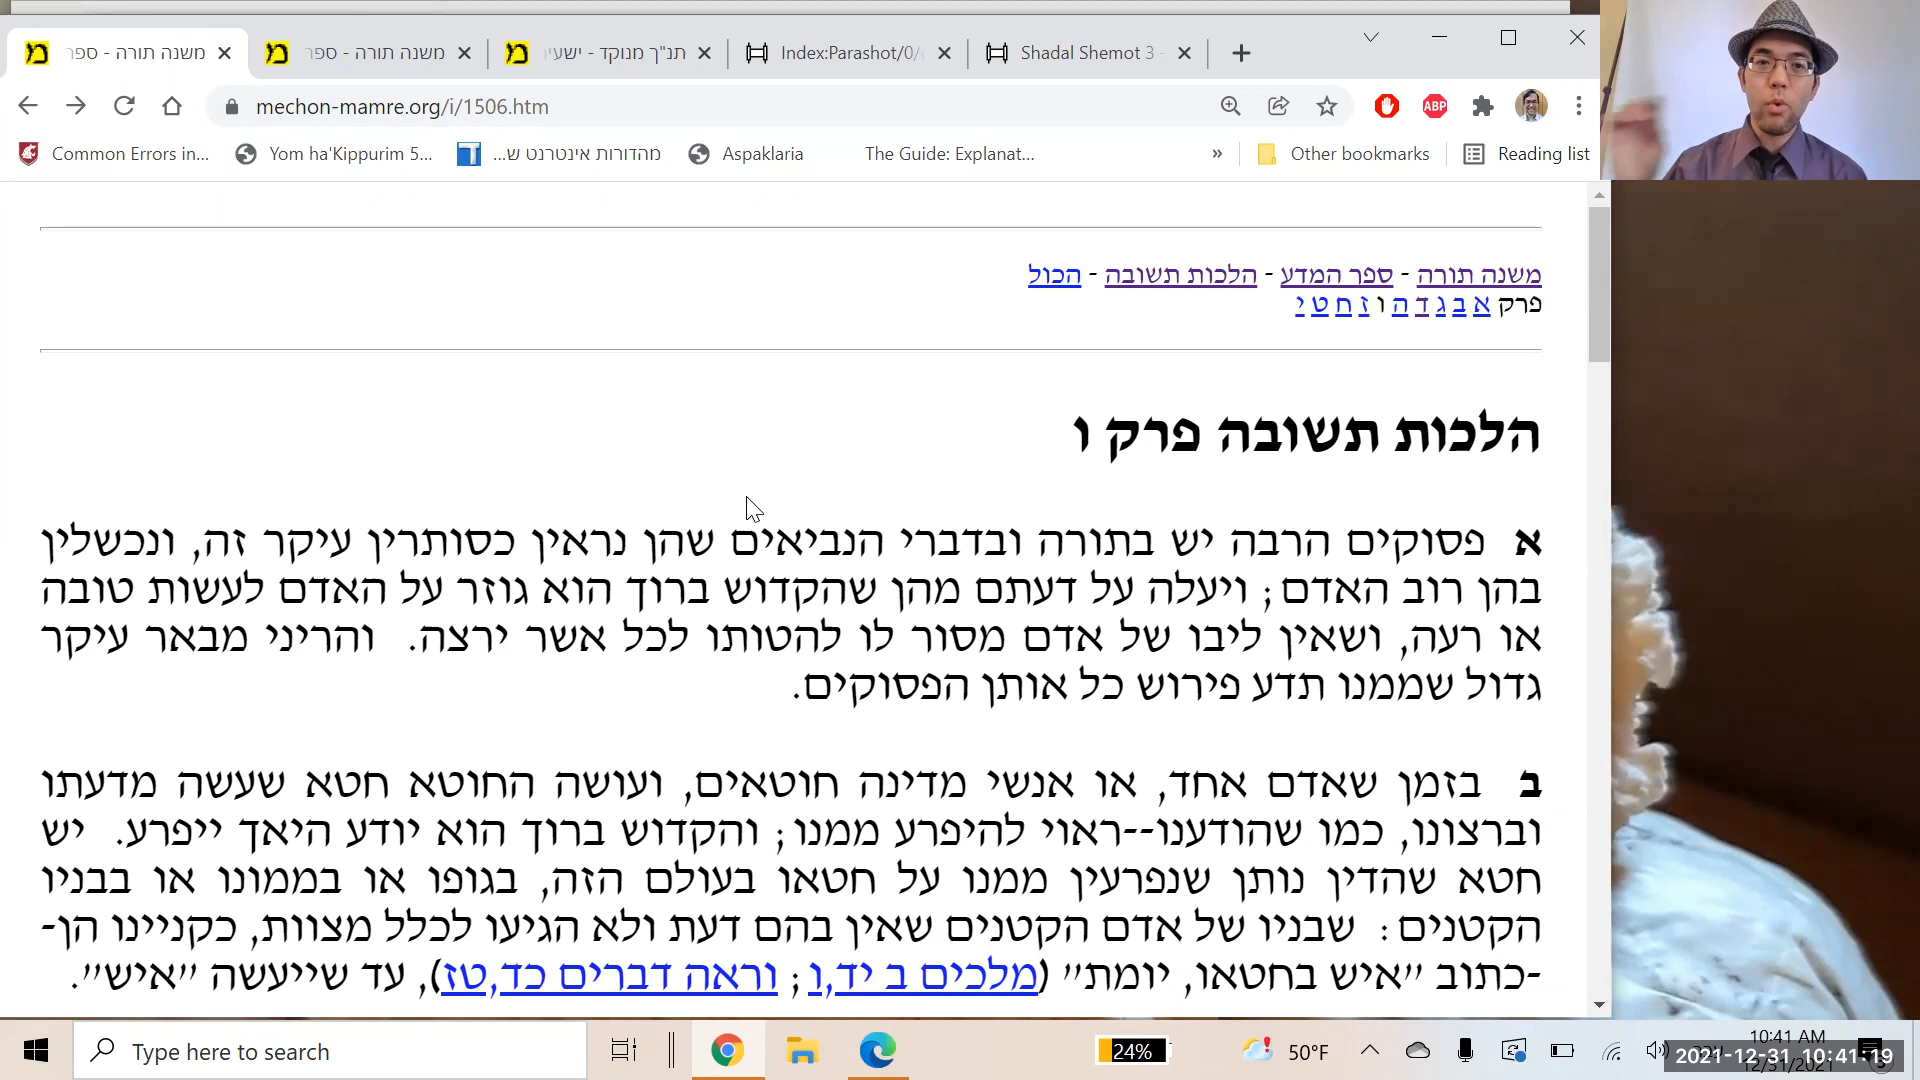 משנה תורה - ספר
משנה תורה - ספר
תנ"ך מנוקד - ישעי
Index:Parashot/0/
Shadal Shemot 3 -
mechon-mamre.org/i/1506.htm
ABP
Common Errors in...
Yom ha'Kippurim 5...
מהדורות אינטרנט ש...
Aspaklaria
The Guide: Explanat...
»
Other bookmarks
Reading list
משנה תורה - ספר המדע - הלכות תשובה - הכול
פרק א ב ג ד ה ו ז ח ט י
הלכות תשובה פרק ו
א פסוקים הרבה יש בתורה ובדברי הנביאים שהן נראין כסותרין עיקר זה, ונכשלין
בהן רוב האדם; ויעלה על דעתם מהן שהקדוש ברוך הוא גוזר על האדם לעשות טובה
או רעה, ושאין ליבו של אדם מסור לו להטותו לכל אשר ירצה. והריני מבאר עיקר
גדול שממנו תדע פירוש כל אותן הפסוקים.
ב בזמן שאדם אחד, או אנשי מדינה חוטאים, ועושה החוטא חטא שעשה מדעתו
וברצונו, כמו שהודענו--ראוי להיפרע ממנו; והקדוש ברוך הוא יודע היאך ייפרע. יש
חטא שהדין נותן שנפרעין ממנו על חטאו בעולם הזה, בגופו או בממונו או בבניו
הקטנים: שבניו של אדם הקטנים שאין בהם דעת ולא הגיעו לכלל מצוות, כקניינו הן-
-כתוב "איש בחטאו, יומת" (מלכים ב יד,ו; וראה דברים כד,טז), עד שייעשה "איש".
Type here to search
24%
50°F
10:41 AM
12/31/2021
2021-12-31 10:41:19